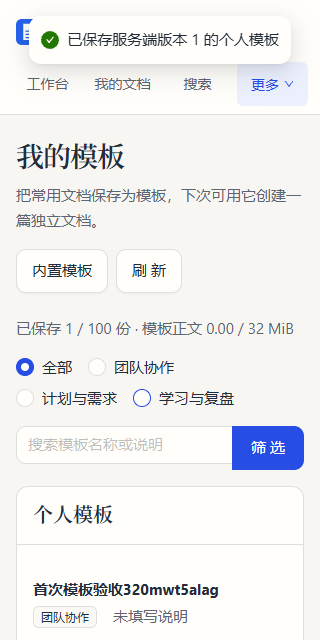 已保存服务端版本 1 的个人模板
工作台 我的文档 搜索 更多
我的模板
把常用文档保存为模板，下次可用它创建一
篇独立文档。
内置模板 刷 新
已保存 1 / 100 份 · 模板正文 0.00 / 32 MiB
全部 团队协作
计划与需求 学习与复盘
搜索模板名称或说明 筛 选
个人模板
首次模板验收320mwt5alag
团队协作 未填写说明